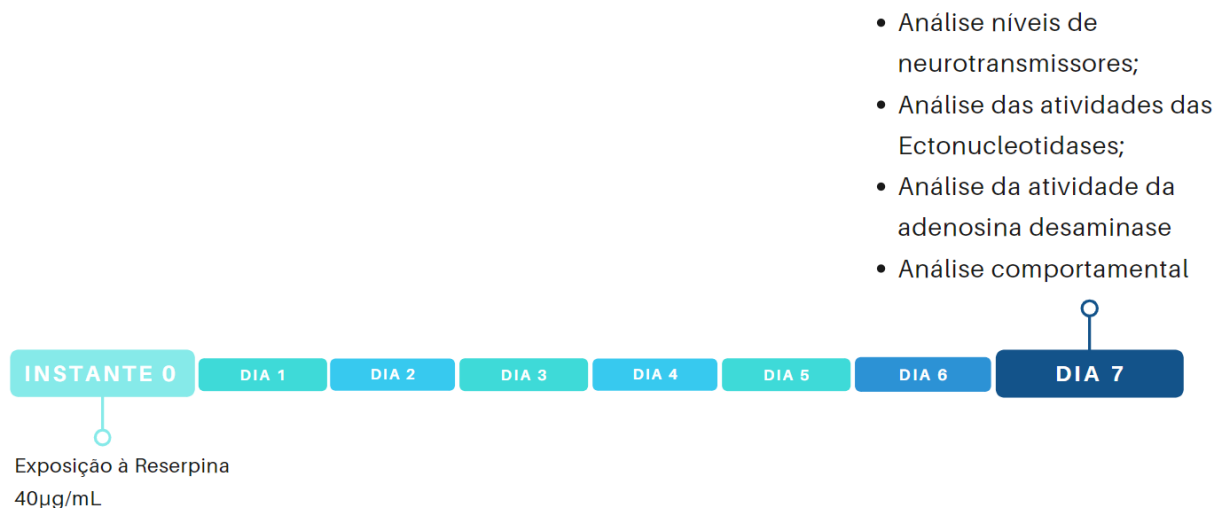 • Análise níveis de
neurotransmissores;
• Análise das atividades das
Ectonucleotidases;
• Análise da atividade da
adenosina desaminase
• Análise comportamental
INSTANTE 0
DIA 1
DIA 2
DIA 3
DIA 4
DIA 5
DIA 6
DIA 7
Exposição à Reserpina
40µg/mL